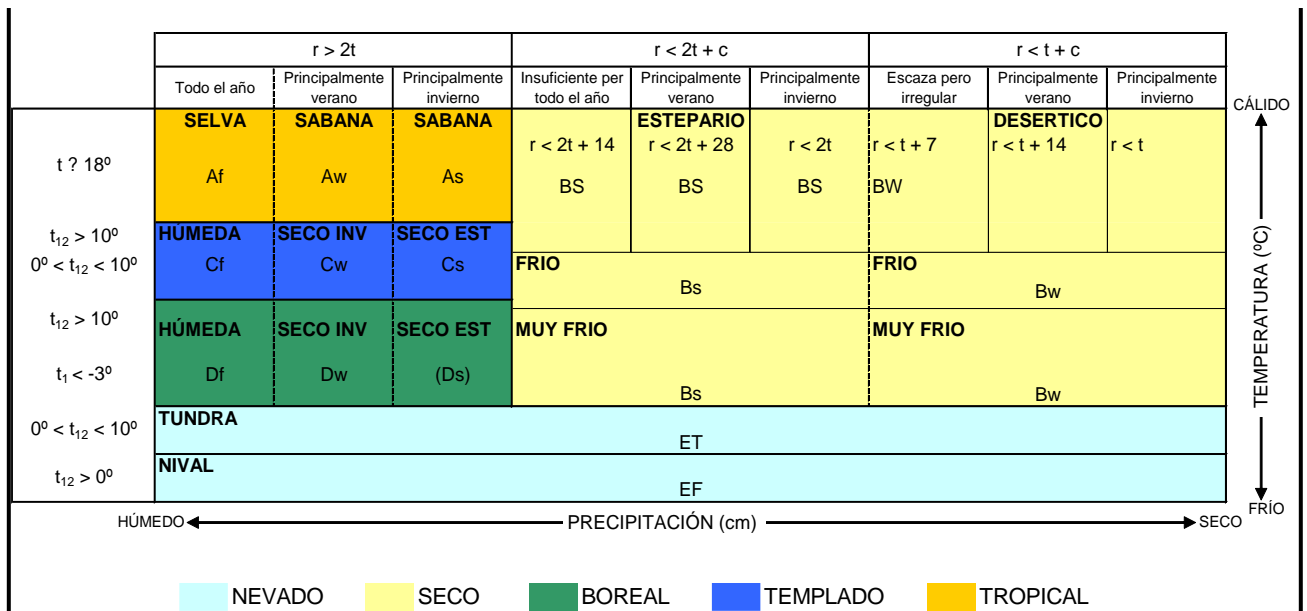 r > 2t r < 2t + c r < t + c
Todo el año Principalmente verano Principalmente invierno Insuficiente per todo el año Principalmente verano Principalmente invierno Escaza pero irregular Principalmente verano Principalmente invierno
CÁLIDO
t ? 18º
SELVA SABANA SABANA ESTEPARIO DESERTICO
r < 2t + 14 r < 2t + 28 r < 2t r < t + 7 r < t + 14 r < t
Af Aw As BS BS BS BW
t12 > 10º HÚMEDA SECO INV SECO EST
0º < t12 < 10º Cf Cw Cs FRIO FRIO
Bs Bw
t12 > 10º
HÚMEDA SECO INV SECO EST MUY FRIO MUY FRIO
t1 < -3º Df Dw (Ds)
Bs Bw
TEMPERATURA (ºC)
TUNDRA
0º < t12 < 10º ET
NIVAL
t12 > 0º EF
FRÍO
HÚMEDO PRECIPITACIÓN (cm) SECO
NEVADO SECO BOREAL TEMPLADO TROPICAL